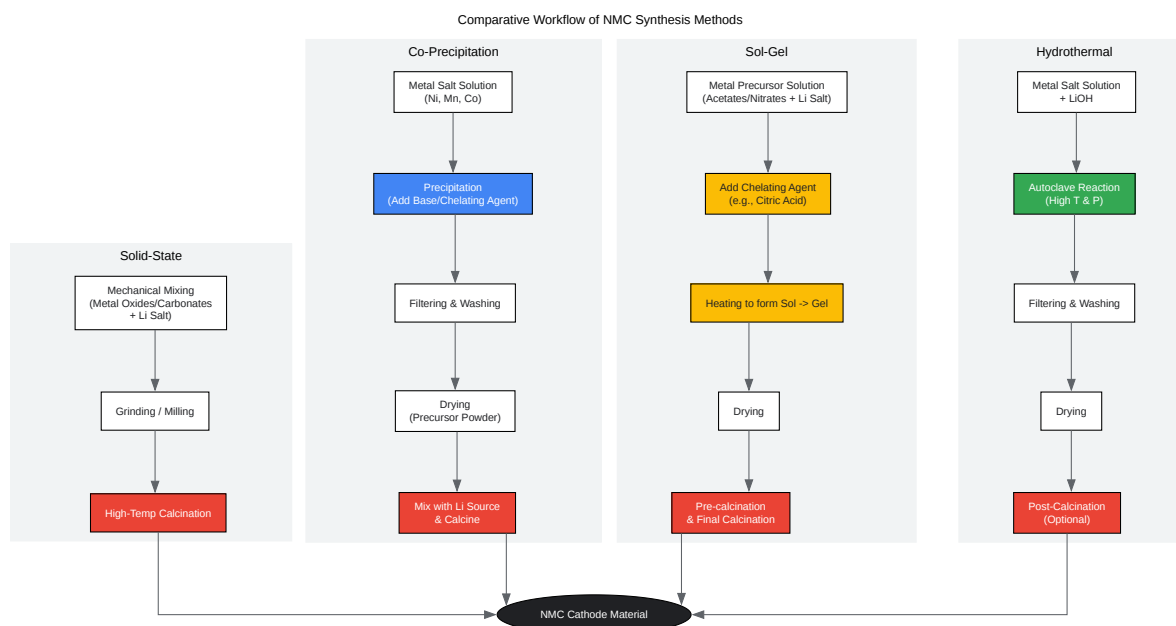 Comparative Workflow of NMC Synthesis Methods
Solid-State
Mechanical Mixing
(Metal Oxides/Carbonates
+ Li Salt)
Grinding / Milling
High-Temp Calcination
Co-Precipitation
Metal Salt Solution
(Ni, Mn, Co)
Precipitation
(Add Base/Chelating Agent)
Filtering & Washing
Drying
(Precursor Powder)
Mix with Li Source
& Calcine
Sol-Gel
Metal Precursor Solution
(Acetates/Nitrates + Li Salt)
Add Chelating Agent
(e.g., Citric Acid)
Heating to form Sol -> Gel
Drying
Pre-calcination
& Final Calcination
Hydrothermal
Metal Salt Solution
+ LiOH
Autoclave Reaction
(High T & P)
Filtering & Washing
Drying
Post-Calcination
(Optional)
NMC Cathode Material